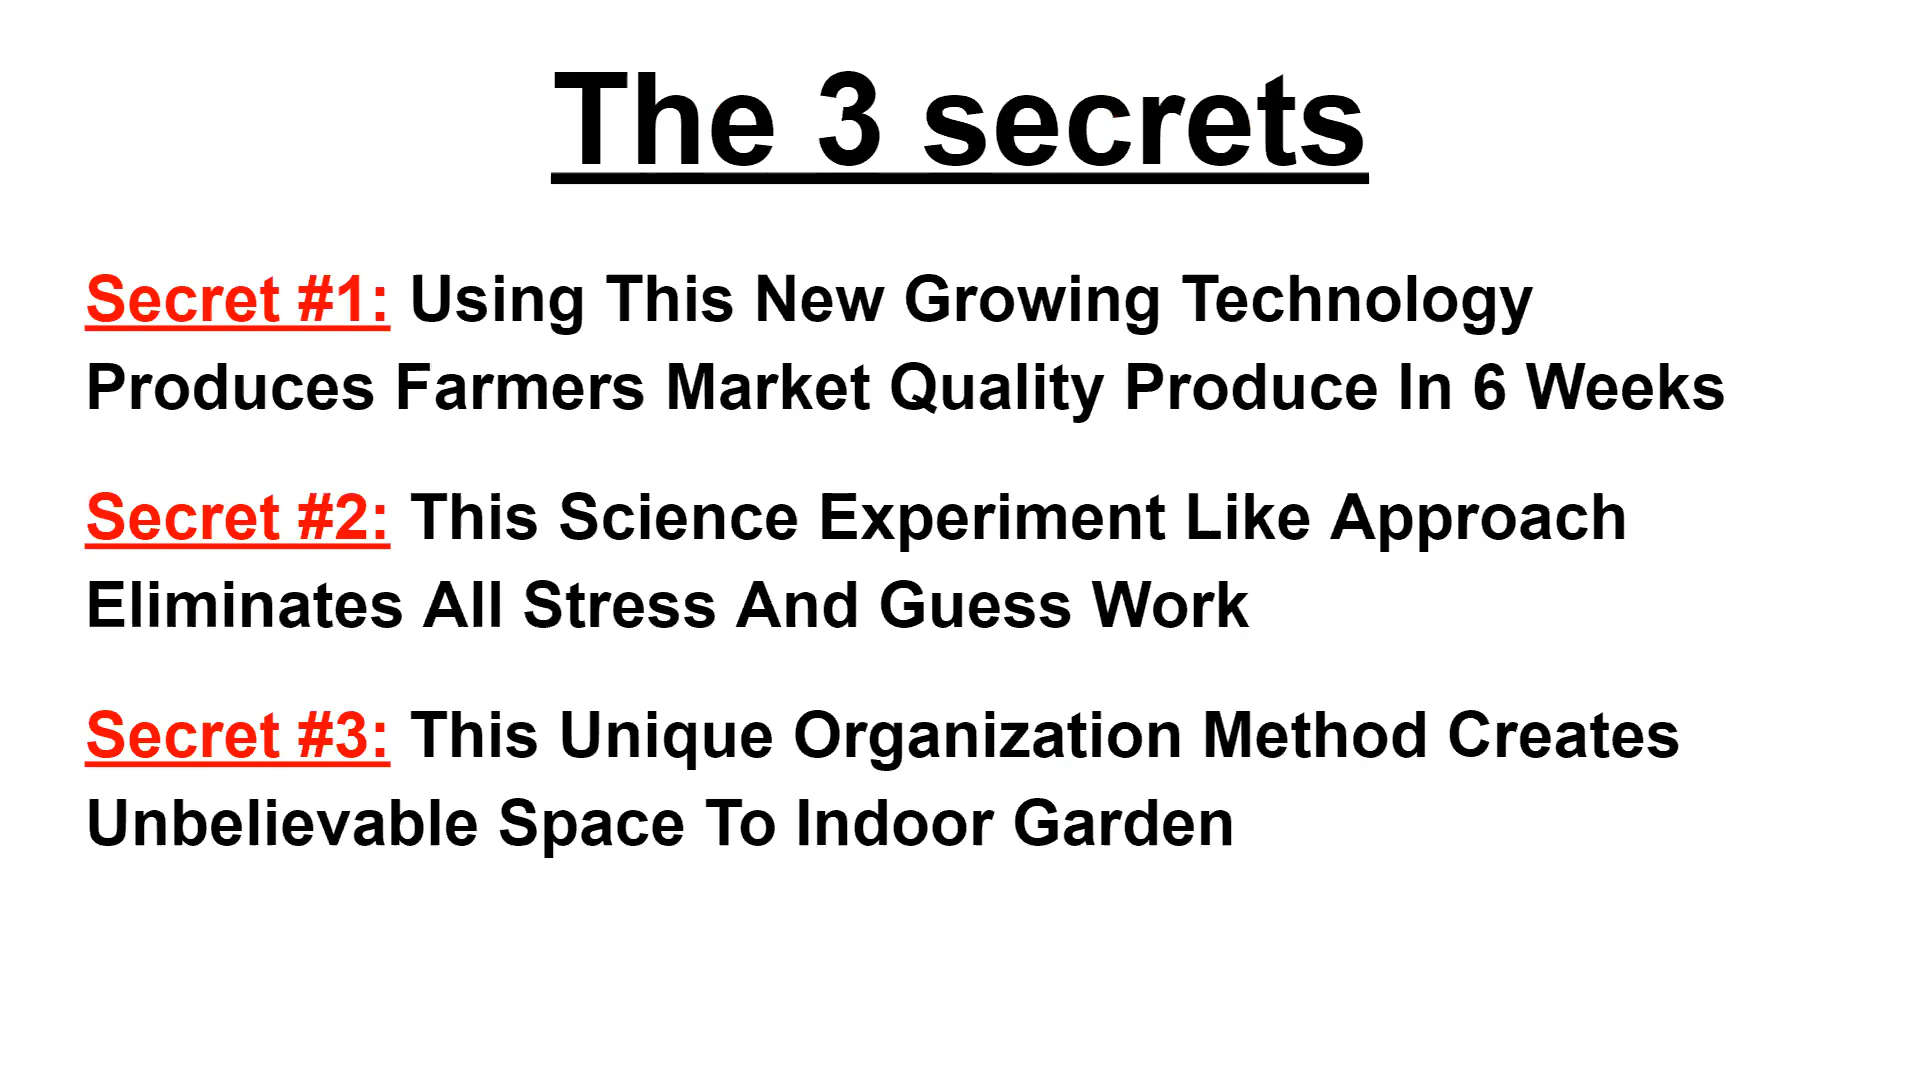 The 3 secrets
Secret #1: Using This New Growing Technology
Produces Farmers Market Quality Produce In 6 Weeks
Secret #2: This Science Experiment Like Approach
Eliminates All Stress And Guess Work
Secret #3: This Unique Organization Method Creates
Unbelievable Space To Indoor Garden